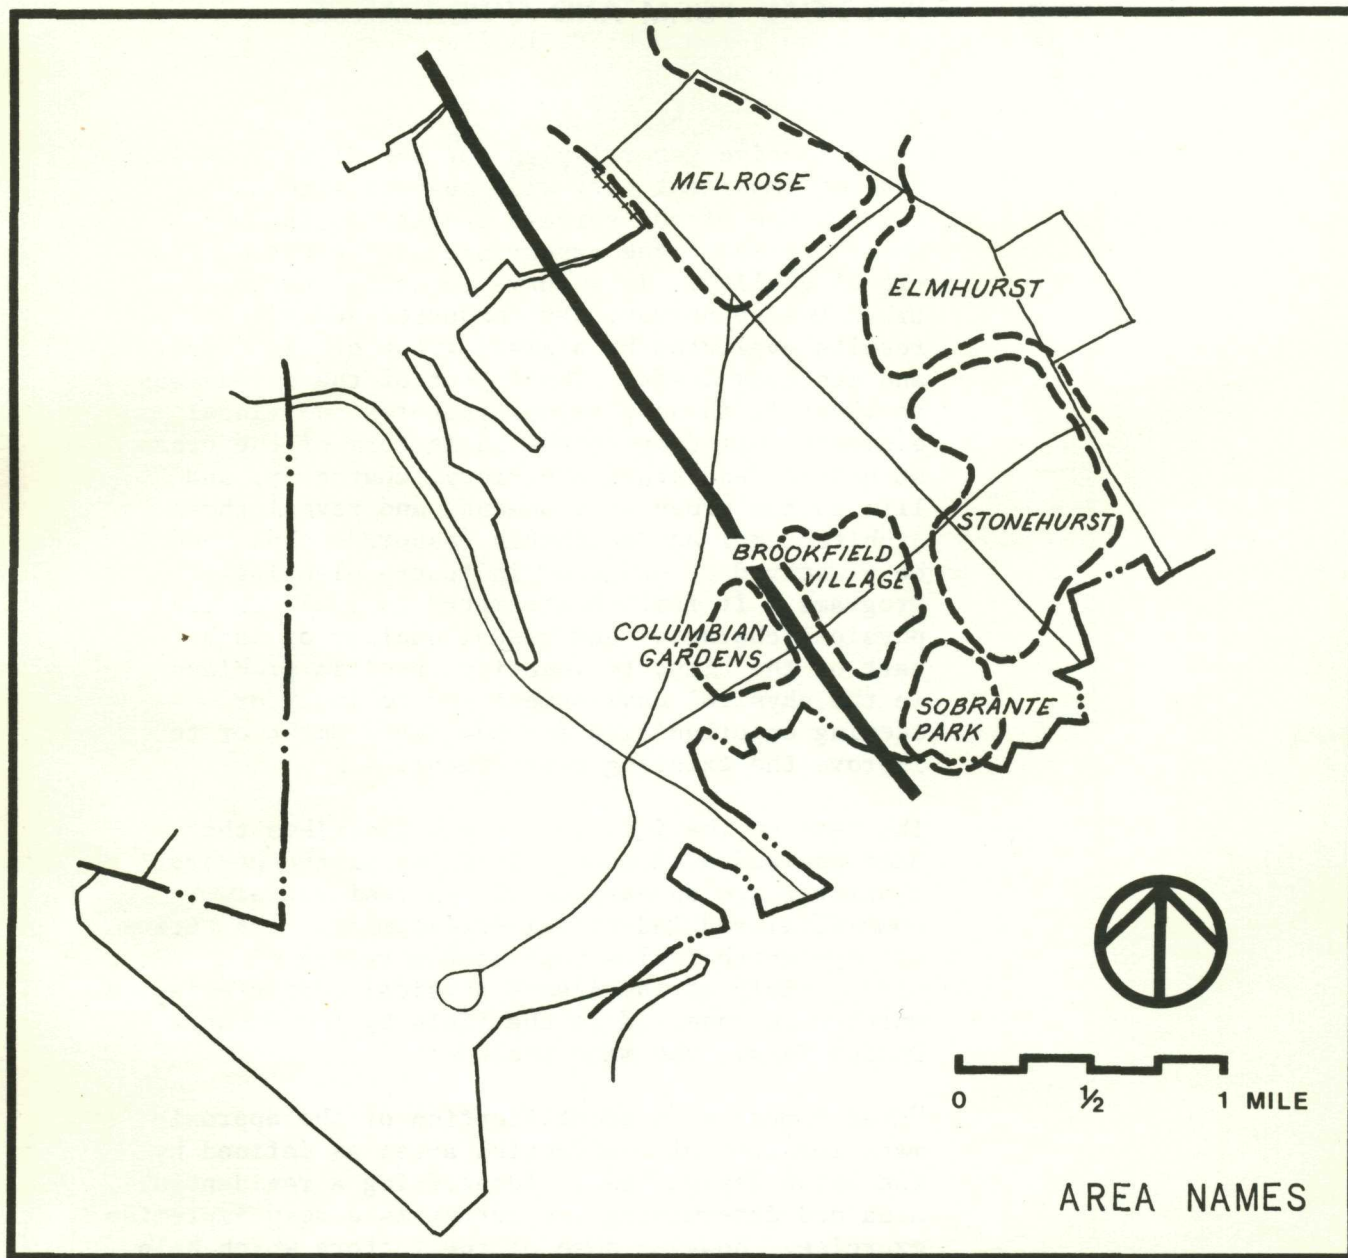 MELROSE
ELMHURST
STONEHURST
BROOKFIELD
VILLAGE
COLUMBIAN
GARDENS
SOBRANTE
PARK
0 ½ 1 MILE
AREA NAMES